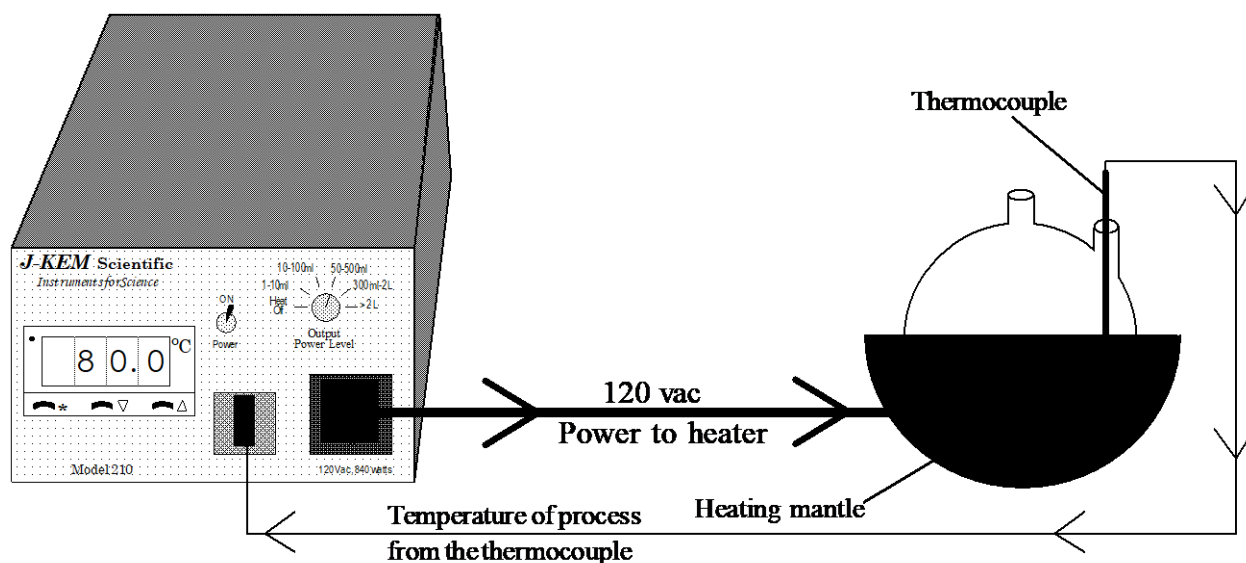 Thermocouple
J-KEM Scientific
Instruments for Science
10-100ml 50-500ml
1-10ml 300ml-2L
Heat Off >2L
ON
Power
Output
Power Level
80.0 °C
* ▽ △
120 vac
Power to heater
Model 210
120Vac, 840 watts
Heating mantle
Temperature of process
from the thermocouple